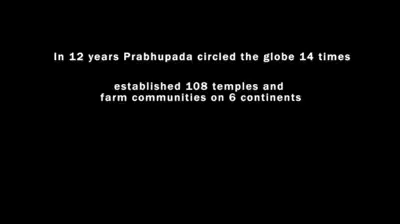 In 12 years Prabhupada circled the globe 14 times
established 108 temples and
farm communities on 6 continents